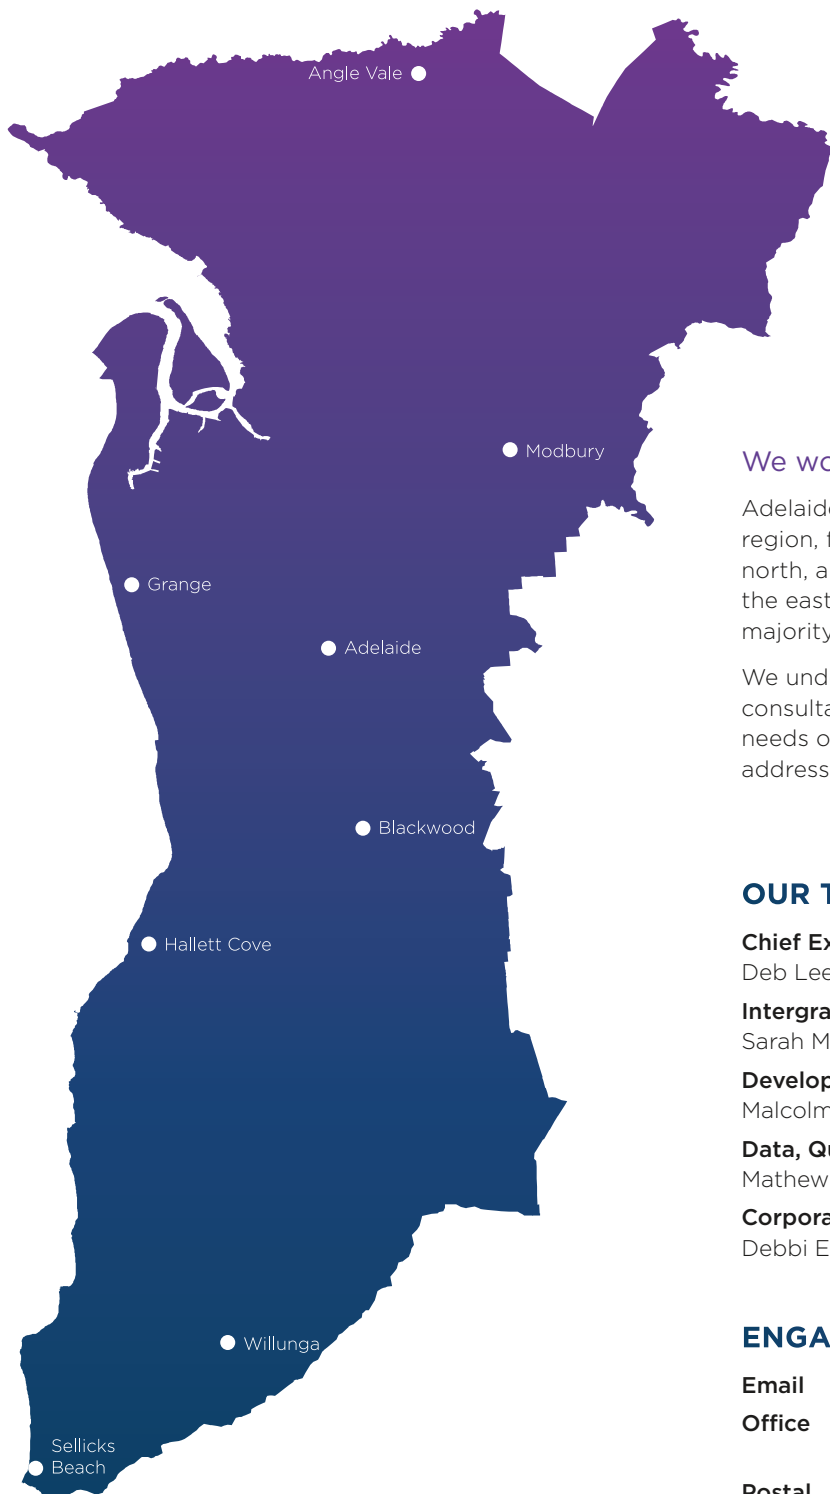 Angle Vale
Modbury
Grange
Adelaide
Blackwood
Hallett Cove
Willunga
Sellicks
Beach
We wo
Adelaide
region, f
north, a
the east
majority
We und
consulta
needs o
address
OUR T
Chief Ex
Deb Lee
Intergra
Sarah M
Develop
Malcolm
Data, Qu
Mathew
Corpora
Debbi E
ENGA
Email
Office
Postal